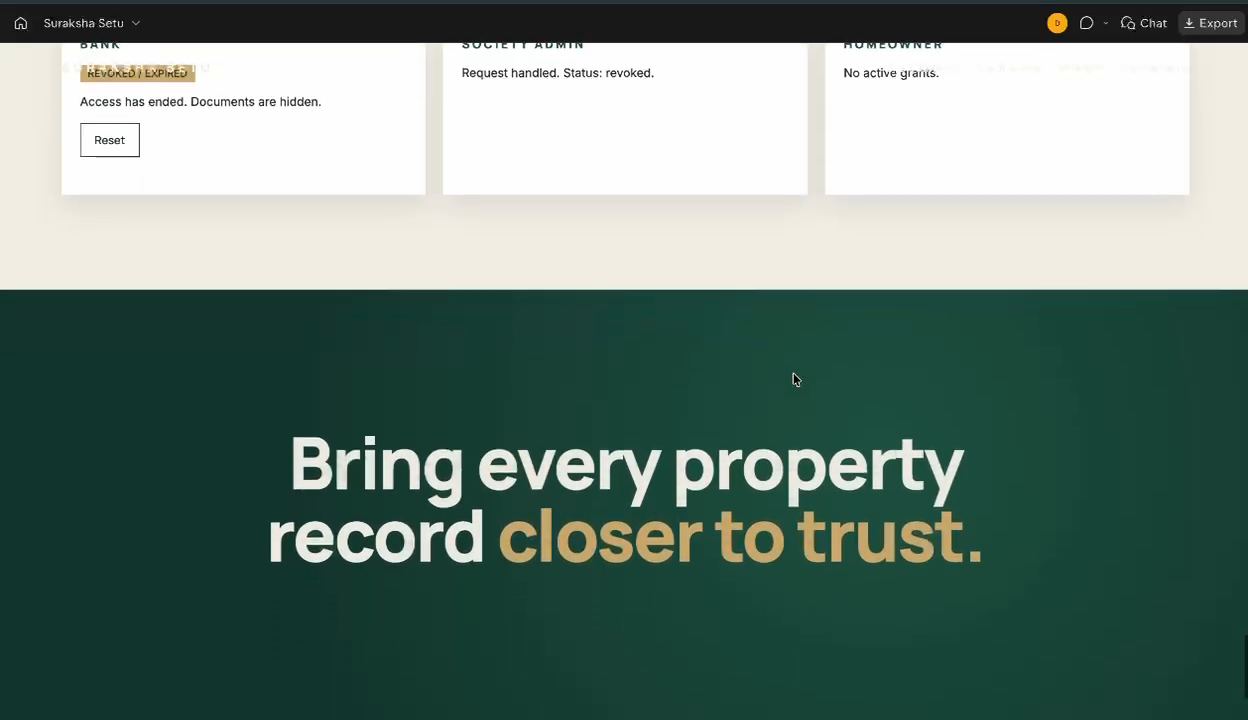 Suraksha Setu
D
Chat
Export
BANK
SOCIETY ADMIN
HOMEOWNER
REVOKED / EXPIRED
Request handled. Status: revoked.
No active grants.
Access has ended. Documents are hidden.
Reset
Bring every property
record closer to trust.